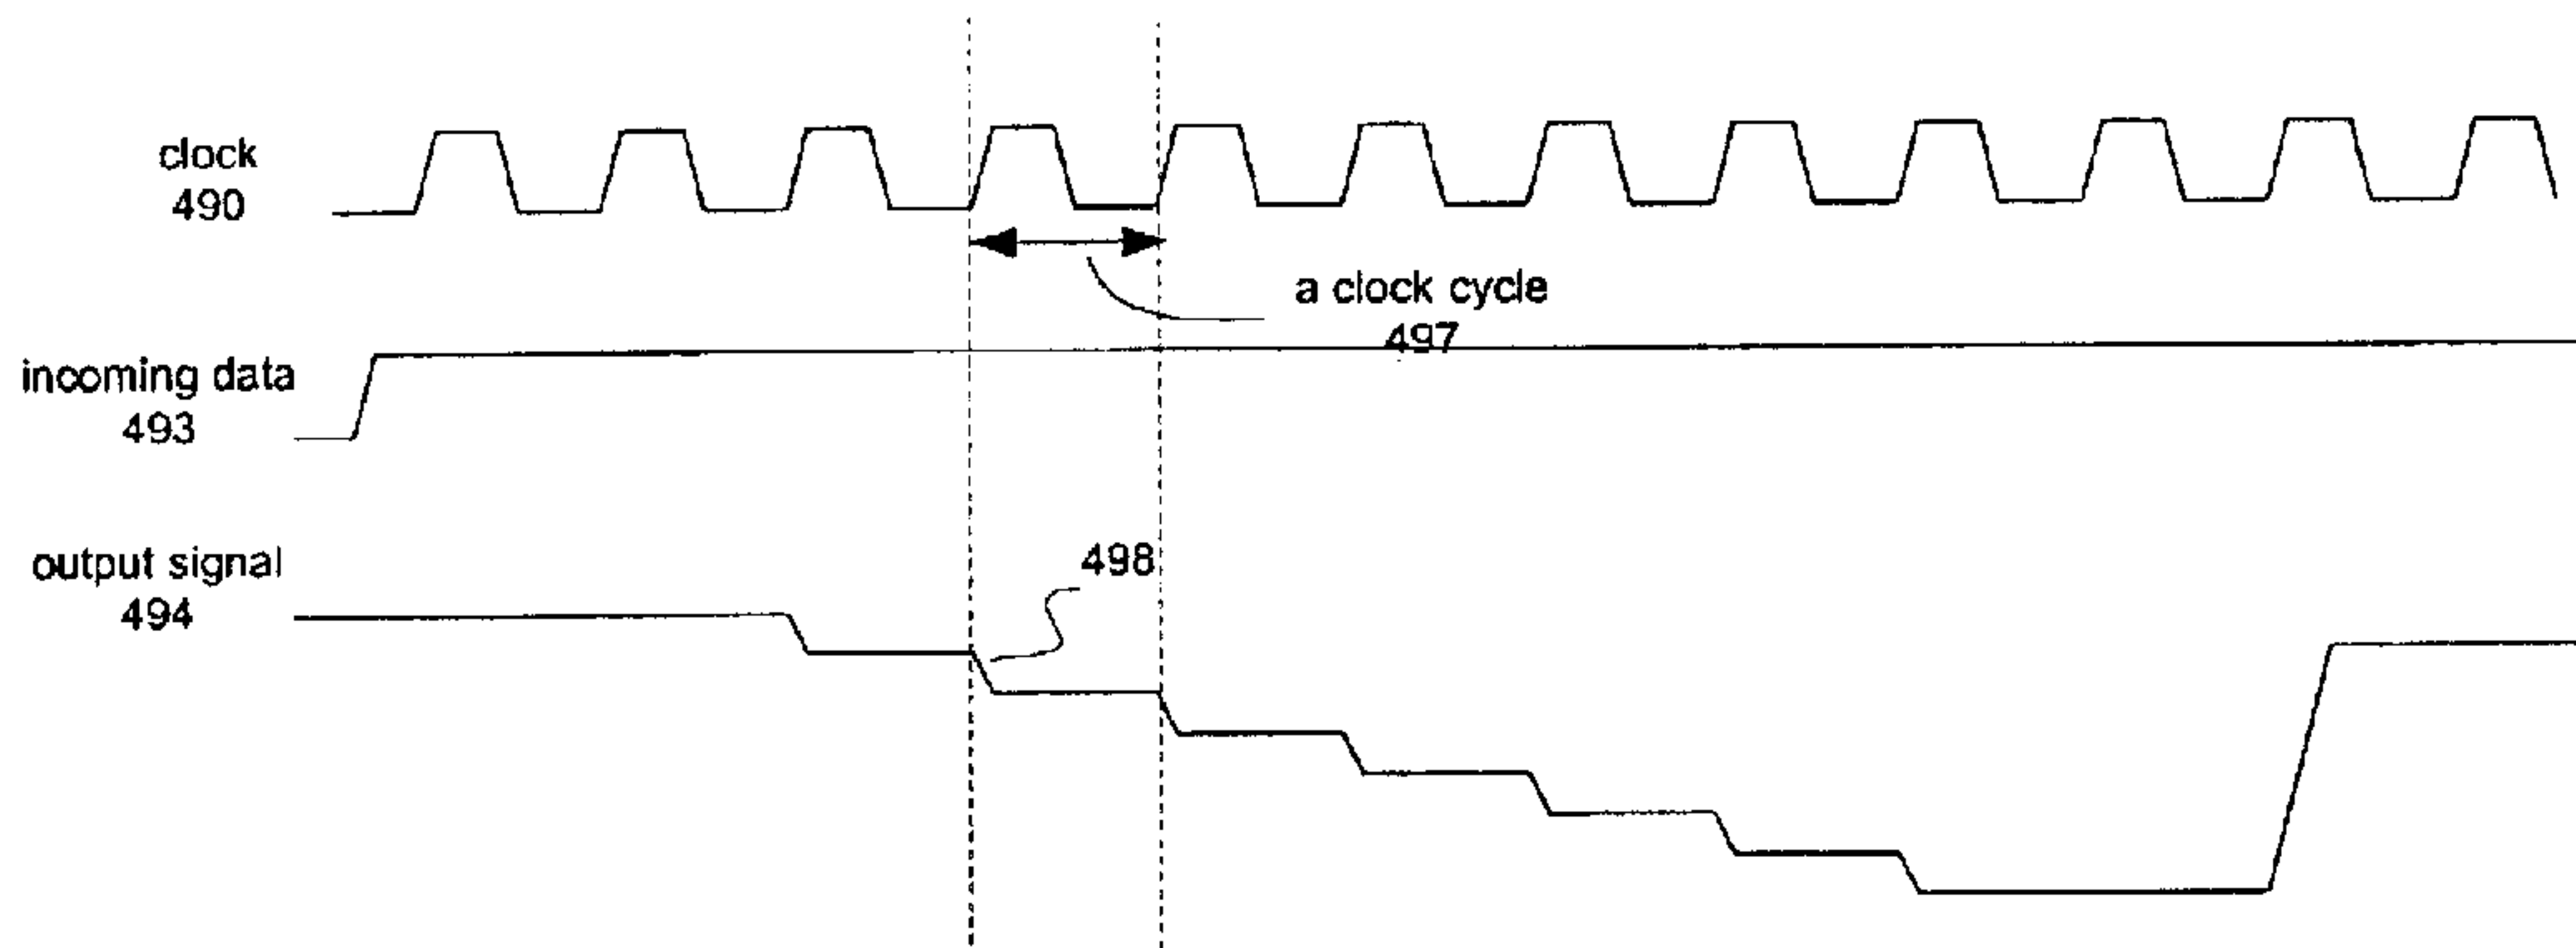 clock
490
a clock cycle
497
incoming data
493
output signal
494
498